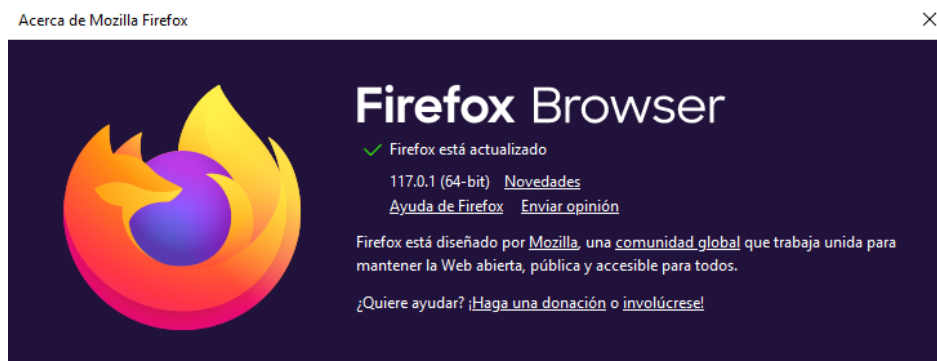 Acerca de Mozilla Firefox
Firefox Browser
Firefox está actualizado
117.0.1 (64-bit) Novedades
Ayuda de Firefox Enviar opinión
Firefox está diseñado por Mozilla, una comunidad global que trabaja unida para
mantener la Web abierta, pública y accesible para todos.
¿Quiere ayudar? ¡Haga una donación o involúcrese!